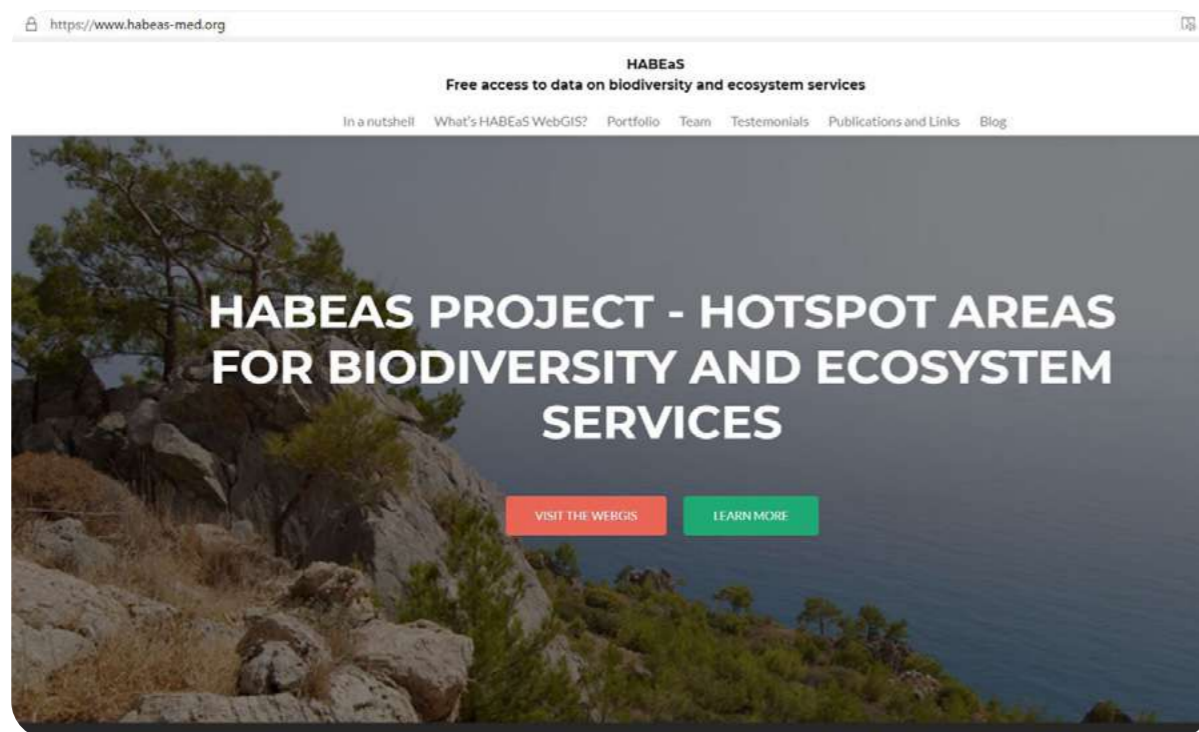 https://www.habeas-med.org
HABEaS
Free access to data on biodiversity and ecosystem services
In a nutshell What's HABEaS WebGIS? Portfolio Team Testemonials Publications and Links Blog
HABEAS PROJECT - HOTSPOT AREAS
FOR BIODIVERSITY AND ECOSYSTEM
SERVICES
VISIT THE WEBGIS LEARN MORE